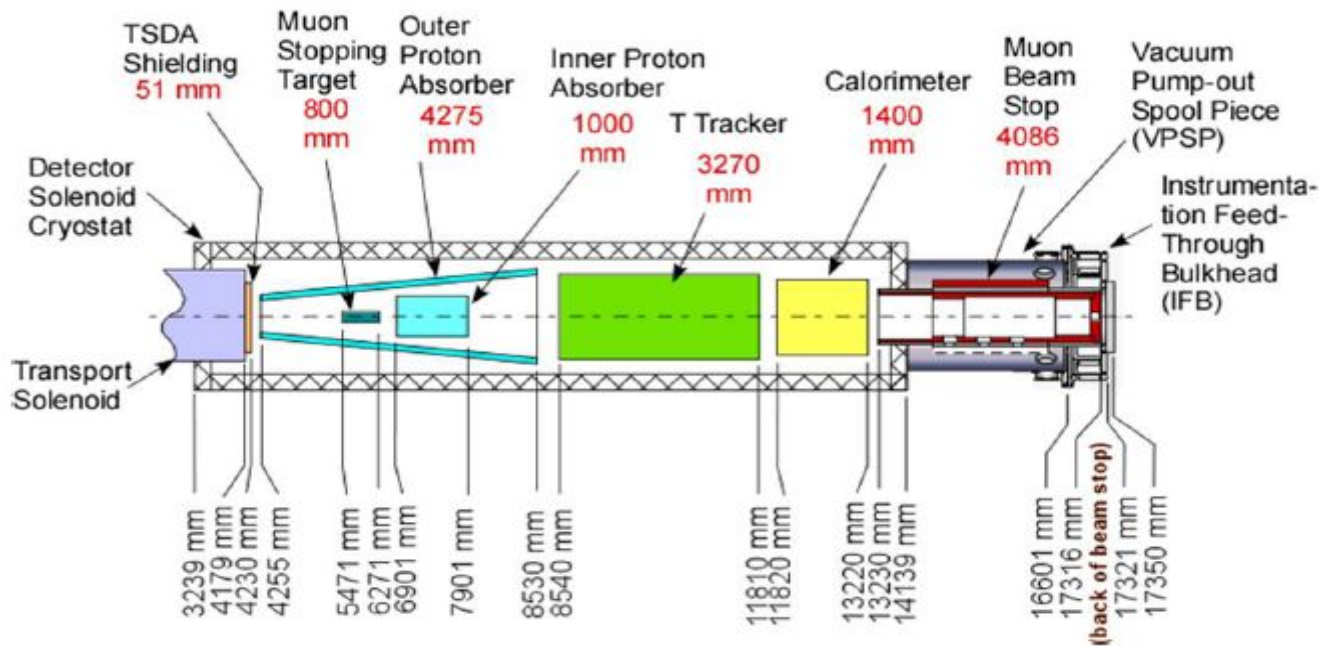 TSDA
Shielding
51 mm
Muon
Stopping
Target
800
mm
Outer
Proton
Absorber
4275
mm
Inner Proton
Absorber
1000
mm
T Tracker
3270
mm
Calorimeter
1400
mm
Muon
Beam
Stop
4086
mm
Vacuum
Pump-out
Spool Piece
(VPSP)
Detector
Solenoid
Cryostat
Instrumenta-
tion Feed-
Through
Bulkhead
(IFB)
Transport
Solenoid
3239 mm
4179 mm
4230 mm
4255 mm
5471 mm
6271 mm
6901 mm
7901 mm
8530 mm
8540 mm
11810 mm
11820 mm
13220 mm
13230 mm
14139 mm
16601 mm
17316 mm
(back of beam stop)
17321 mm
17350 mm